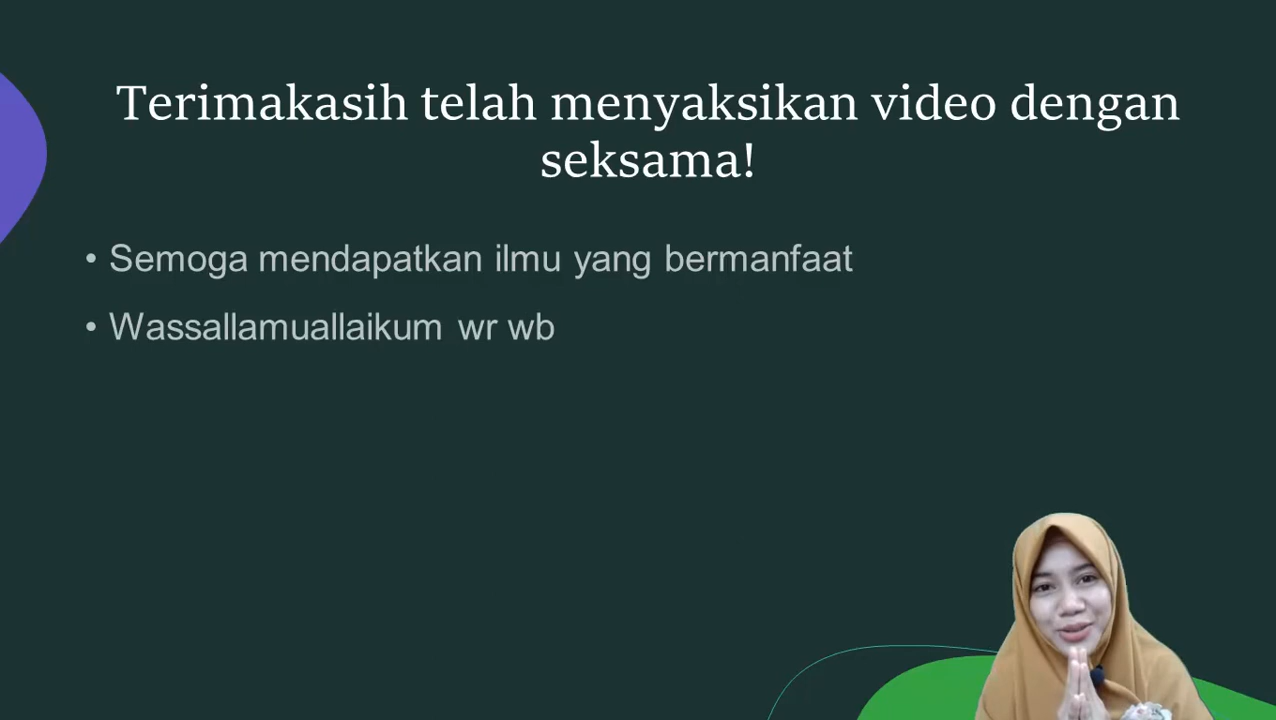 Terimakasih telah menyaksikan video dengan
seksama!
• Semoga mendapatkan ilmu yang bermanfaat
• Wassallamuallaikum wr wb